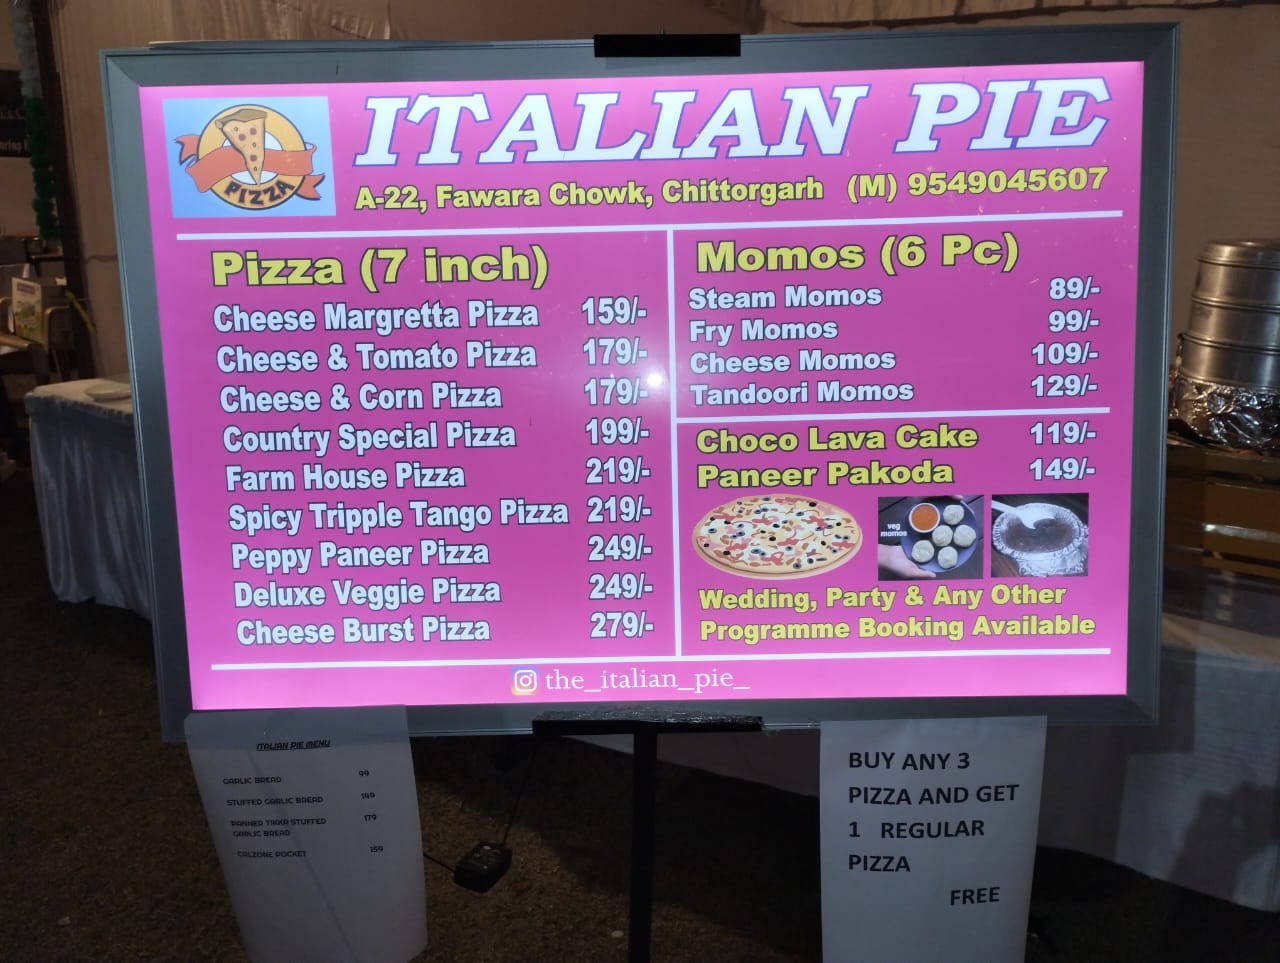 PIZZA
ITALIAN PIE
A-22, Fawara Chowk, Chittorgarh (M) 9549045607
Pizza (7 inch)
Cheese Margretta Pizza 159/-
Cheese & Tomato Pizza 179/-
Cheese & Corn Pizza 179/-
Country Special Pizza 199/-
Farm House Pizza 219/-
Spicy Tripple Tango Pizza 219/-
Peppy Paneer Pizza 249/-
Deluxe Veggie Pizza 249/-
Cheese Burst Pizza 279/-
Momos (6 Pc)
Steam Momos 89/-
Fry Momos 99/-
Cheese Momos 109/-
Tandoori Momos 129/-
Choco Lava Cake 119/-
Paneer Pakoda 149/-
veg
momos
Wedding, Party & Any Other
Programme Booking Available
the_italian_pie_
ITALIAN PIE MENU
GARLIC BREAD 99
STUFFED GARLIC BREAD 149
PANNER TIKKA STUFFED 179
GARLIC BREAD
CALZONE POCKET 159
BUY ANY 3
PIZZA AND GET
1 REGULAR
PIZZA
FREE